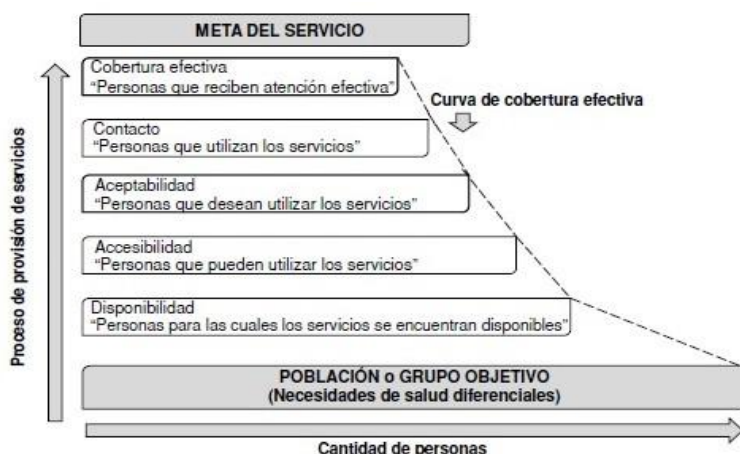 META DEL SERVICIO
Cobertura efectiva
“Personas que reciben atención efectiva”
Curva de cobertura efectiva
Contacto
“Personas que utilizan los servicios”
Aceptabilidad
“Personas que desean utilizar los servicios”
Accesibilidad
“Personas que pueden utilizar los servicios”
Disponibilidad
“Personas para las cuales los servicios se encuentran disponibles”
POBLACIÓN o GRUPO OBJETIVO
(Necesidades de salud diferenciales)
Proceso de provisión de servicios
Cantidad de personas